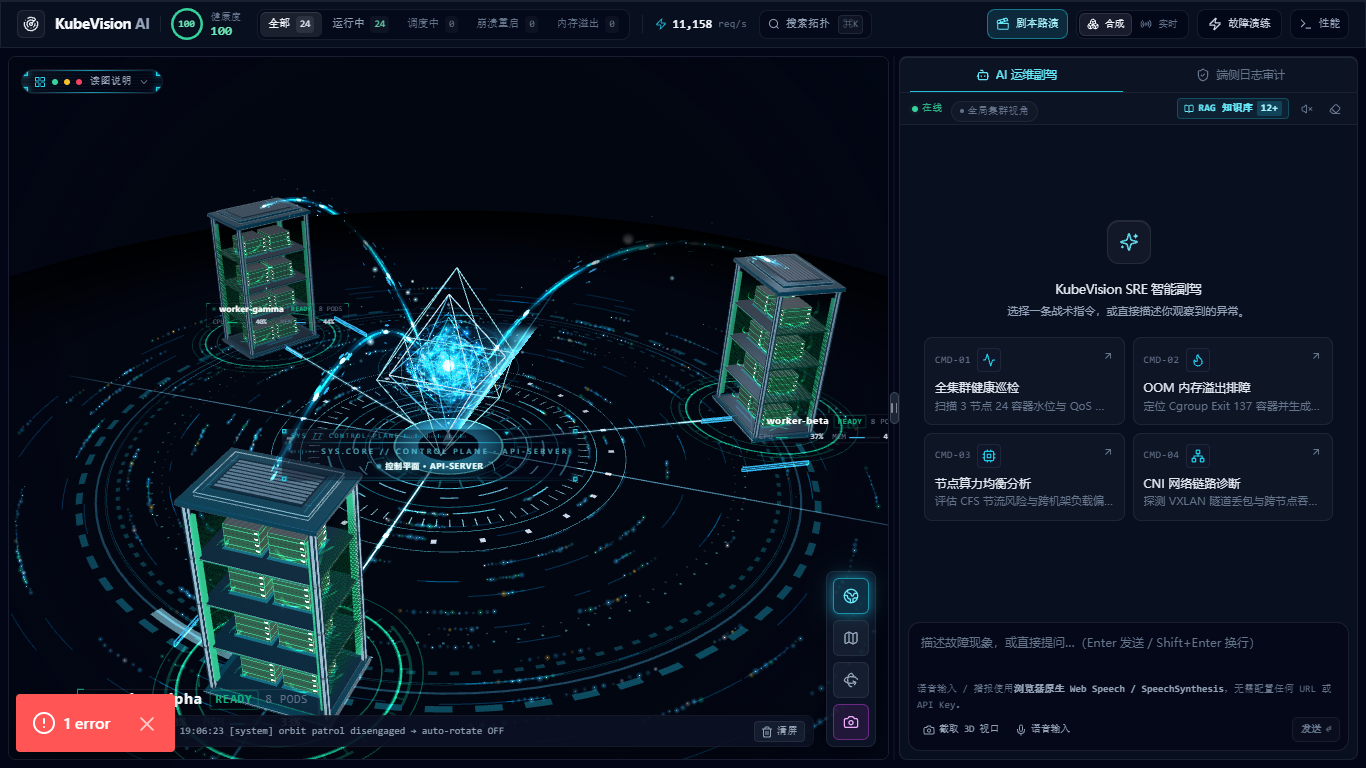 KubeVision AI
100
健康度
100
全部 24
运行中 24
调度中 0
崩溃重启 0
内存溢出 0
11,158 req/s
搜索拓扑 ⌘K
剧本路演
合成
实时
故障演练
性能
读图说明
AI 运维副驾
端侧日志审计
在线
全局集群视角
RAG 知识库 12+
KubeVision SRE 智能副驾
选择一条战术指令，或直接描述你观察到的异常。
CMD-01
全集群健康巡检
扫描 3 节点 24 容器水位与 QoS ...
CMD-02
OOM 内存溢出排障
定位 Cgroup Exit 137 容器并生成...
CMD-03
节点算力均衡分析
评估 CFS 节流风险与跨机架负载偏...
CMD-04
CNI 网络链路诊断
探测 VXLAN 隧道丢包与跨节点吞...
worker-gamma READY 8 PODS
40% 44%
worker-beta READY 8 PC
37% MEM 4
SYS.CORE // CONTROL PLANE · API-SERVER
控制平面 · API-SERVER
pha READY 8 PODS
1 error
19:06:23 [system] orbit patrol disengaged → auto-rotate OFF
清屏
描述故障现象，或直接提问... (Enter 发送 / Shift+Enter 换行)
语音输入 / 播报使用浏览器原生 Web Speech / SpeechSynthesis，无需配置任何 URL 或
API Key。
截取 3D 视口
语音输入
发送